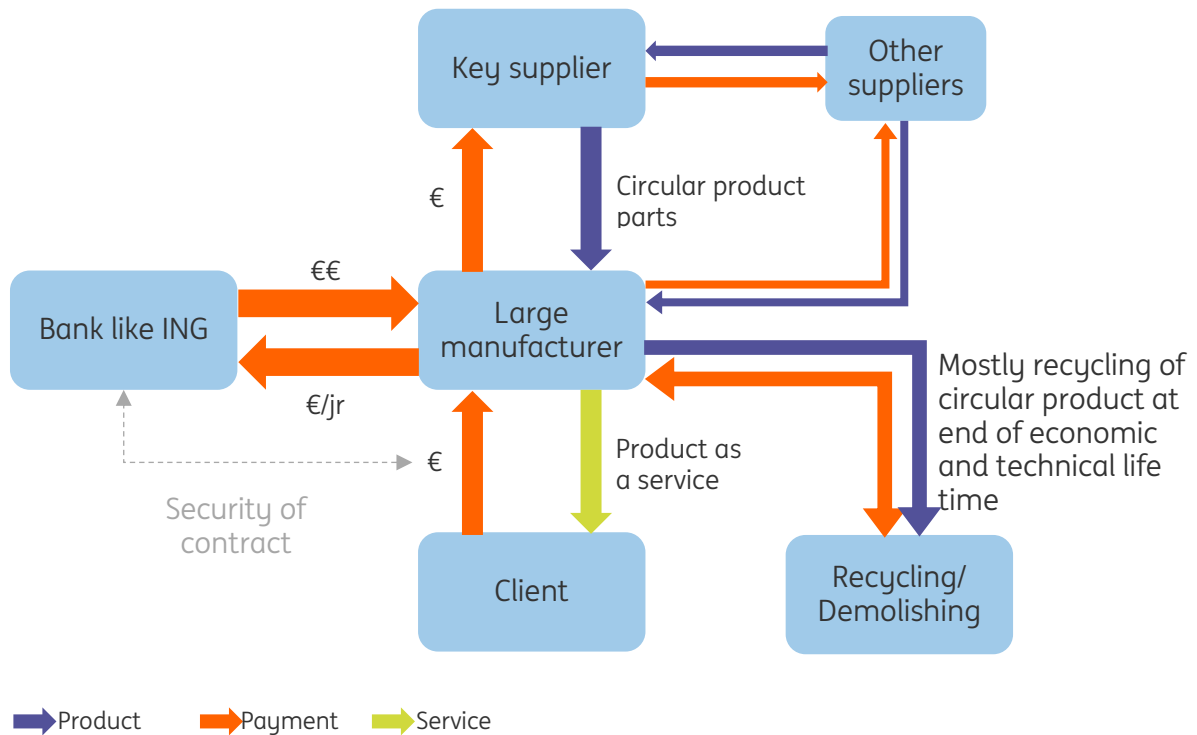 Key supplier
Other
suppliers
€
Circular product
parts
€€
Bank like ING
Large
manufacturer
€/jr
Mostly recycling of
circular product at
end of economic
and technical life
time
€
Product as
a service
Security of
contract
Client
Recycling/
Demolishing
Product
Payment
Service